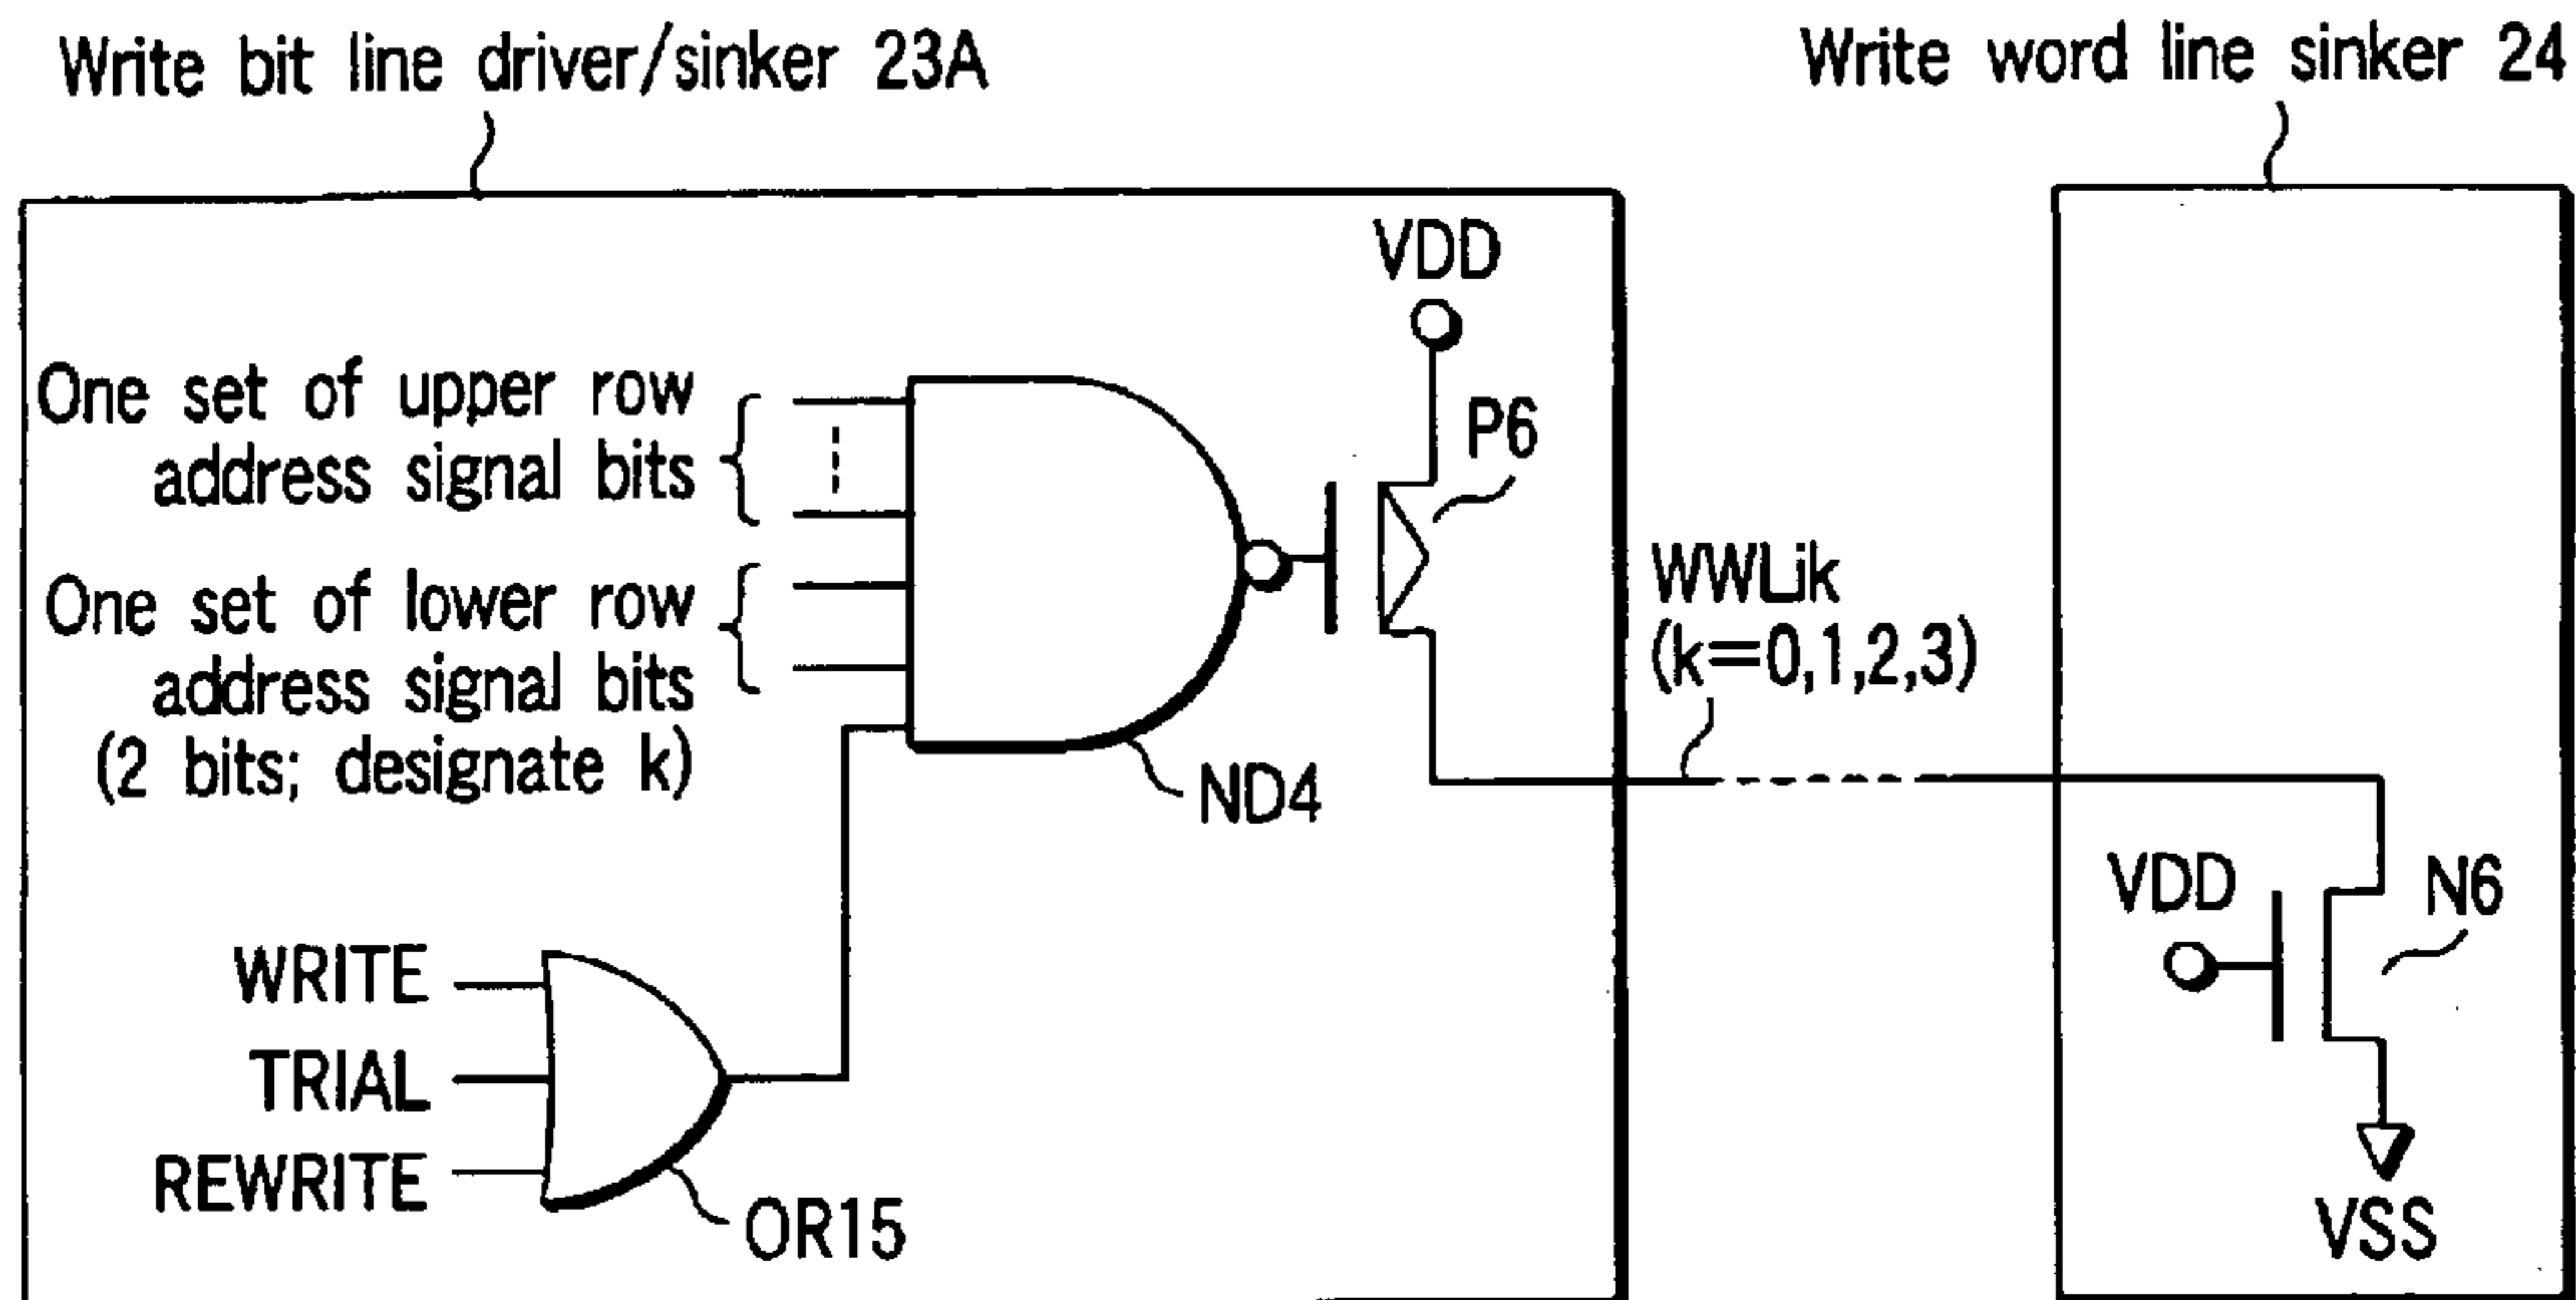 Write bit line driver/sinker 23A
Write word line sinker 24
VDD
One set of upper row
address signal bits
P6
One set of lower row
address signal bits
(2 bits; designate k)
WWLik
(k=0,1,2,3)
ND4
VDD
N6
WRITE
TRIAL
REWRITE
OR15
VSS